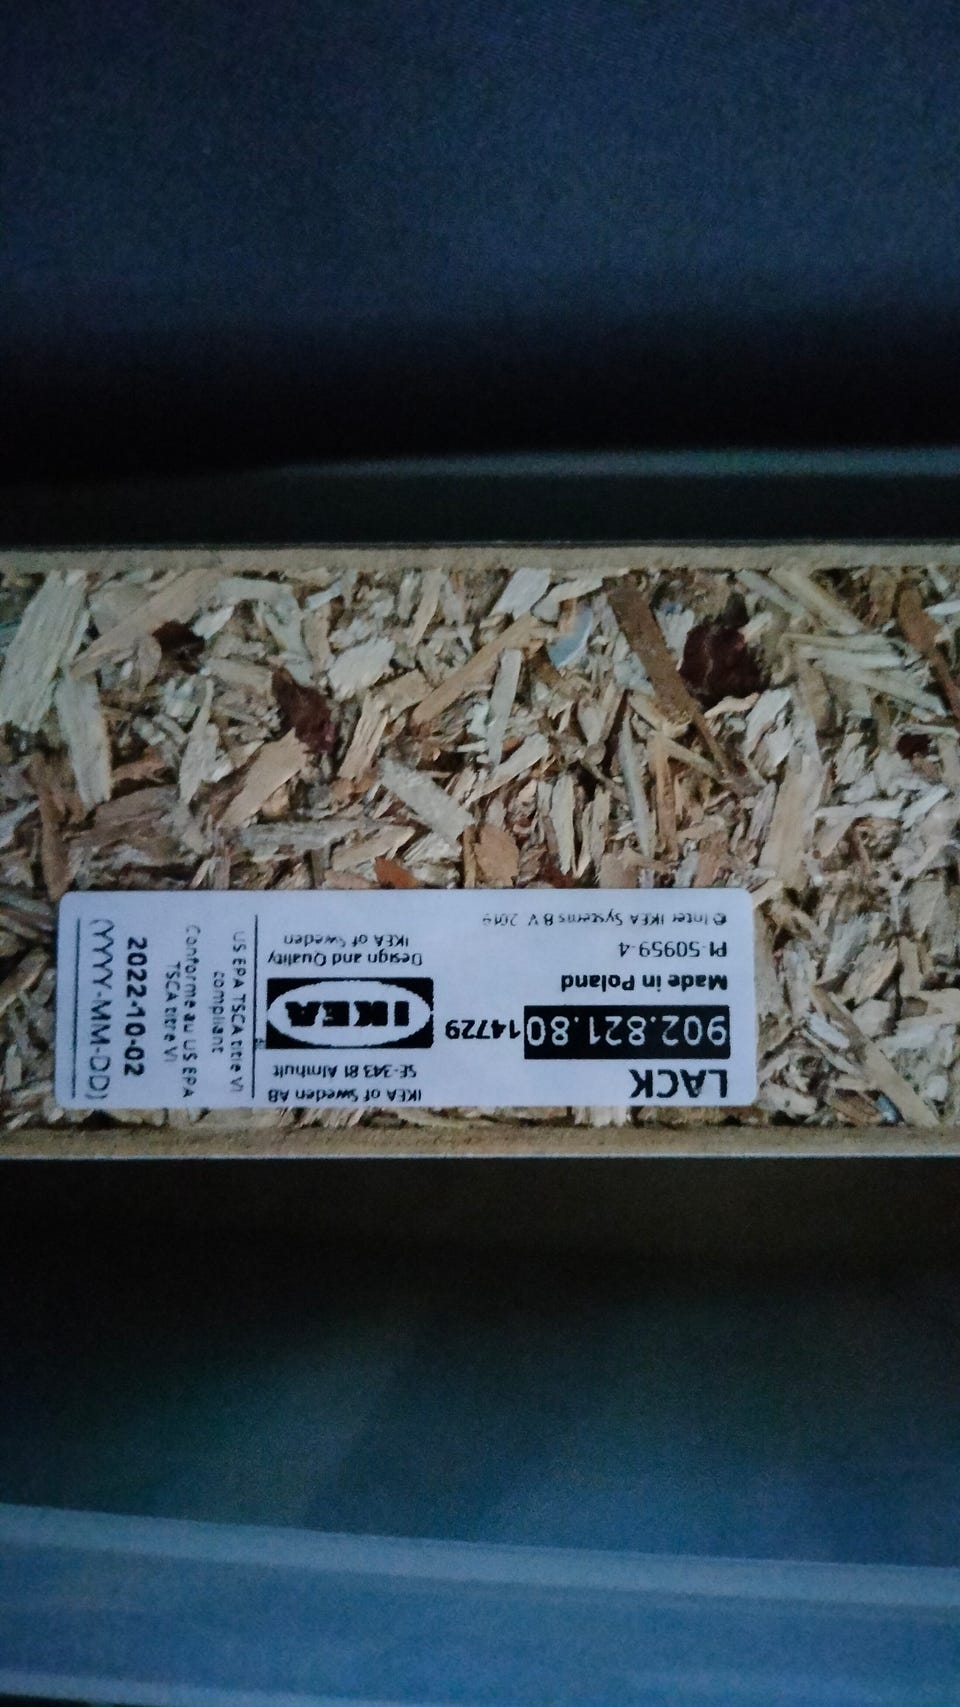 LACK
902.821.80
14729
Made in Poland
PI-50959-4
© Inter IKEA Systems B.V. 2019
IKEA of Sweden AB
SE-343 81 Älmhult
IKEA
Design and Quality
IKEA of Sweden
US EPA TSCA title VI
compliant
Conforme au US EPA
TSCA titre VI
2022-10-02
(YYYY-MM-DD)